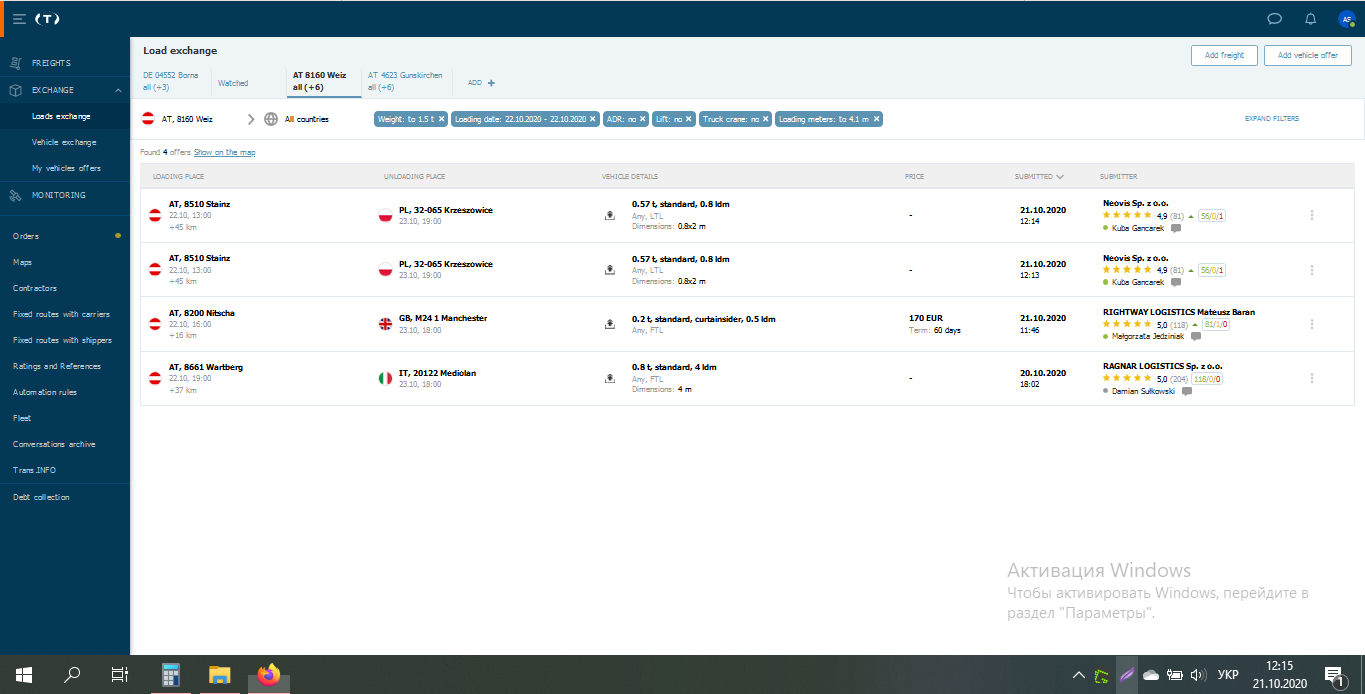 (T)
AS
FREIGHTS
EXCHANGE
Loads exchange
Vehicle exchange
My vehicles offers
MONITORING
Orders
Maps
Contractors
Fixed routes with carriers
Fixed routes with shippers
Ratings and References
Automation rules
Fleet
Conversations archive
Trans.INFO
Debt collection
Load exchange
Add freight
Add vehicle offer
DE 04552 Borna
all (+3)
Watched
AT 8160 Weiz
all (+6)
AT 4623 Gunskirchen
all (+6)
ADD +
AT, 8160 Weiz
All countries
Weight: to 1.5 t ×
Loading date: 22.10.2020 - 22.10.2020 ×
ADR: no ×
Lift: no ×
Truck crane: no ×
Loading meters: to 4.1 m ×
EXPAND FILTERS
Found 4 offers Show on the map
LOADING PLACE
UNLOADING PLACE
VEHICLE DETAILS
PRICE
SUBMITTED
SUBMITTER
AT, 8510 Stainz
22.10, 13:00
+45 km
PL, 32-065 Krzeszowice
23.10, 19:00
0.57 t, standard, 0.8 ldm
Any, LTL
Dimensions: 0.8x2 m
-
21.10.2020
12:14
Neovis Sp. z o.o.
4,9 (81) 56/0/1
Kuba Gancarek
AT, 8510 Stainz
22.10, 13:00
+45 km
PL, 32-065 Krzeszowice
23.10, 19:00
0.57 t, standard, 0.8 ldm
Any, LTL
Dimensions: 0.8x2 m
-
21.10.2020
12:13
Neovis Sp. z o.o.
4,9 (81) 56/0/1
Kuba Gancarek
AT, 8200 Nitscha
22.10, 16:00
+16 km
GB, M24 1 Manchester
23.10, 18:00
0.2 t, standard, curtainsider, 0.5 ldm
Any, FTL
170 EUR
Term: 60 days
21.10.2020
11:46
RIGHTWAY LOGISTICS Mateusz Baran
5,0 (118) 81/1/0
Małgorzata Jedziniak
AT, 8661 Wartberg
22.10, 19:00
+37 km
IT, 20122 Mediolan
23.10, 18:00
0.8 t, standard, 4 ldm
Any, FTL
Dimensions: 4 m
-
20.10.2020
18:02
RAGNAR LOGISTICS Sp. z o.o.
5,0 (204) 118/0/0
Damian Sułkowski
Активация Windows
Чтобы активировать Windows, перейдите в
раздел "Параметры".
УКР
12:15
21.10.2020
1